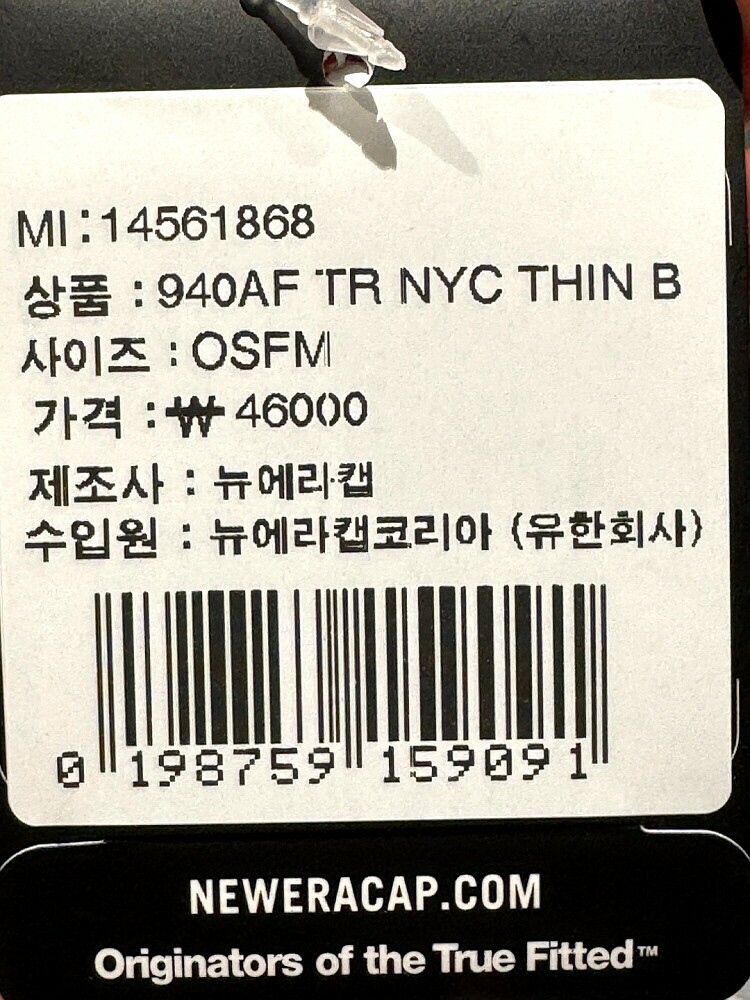 MI:14561868
상품 : 940AF TR NYC THIN B
사이즈 : OSFM
가격 : ₩ 46000
제조사 : 뉴에라캡
수입원 : 뉴에라캡코리아 (유한회사)
0 198759 159091
NEWERACAP.COM
Originators of the True Fitted™